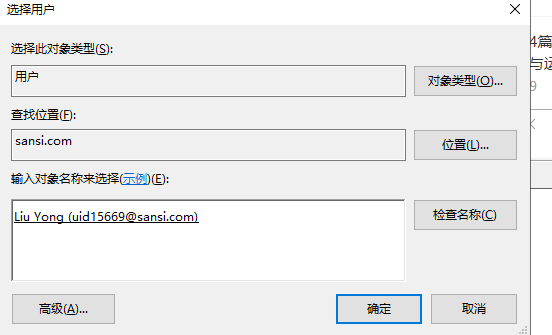 选择用户
选择此对象类型(S):
用户
对象类型(O)...
查找位置(F):
sansi.com
位置(L)...
输入对象名称来选择(示例)(E):
Liu Yong (uid15669@sansi.com)
检查名称(C)
高级(A)...
确定
取消
4篇
与运
9